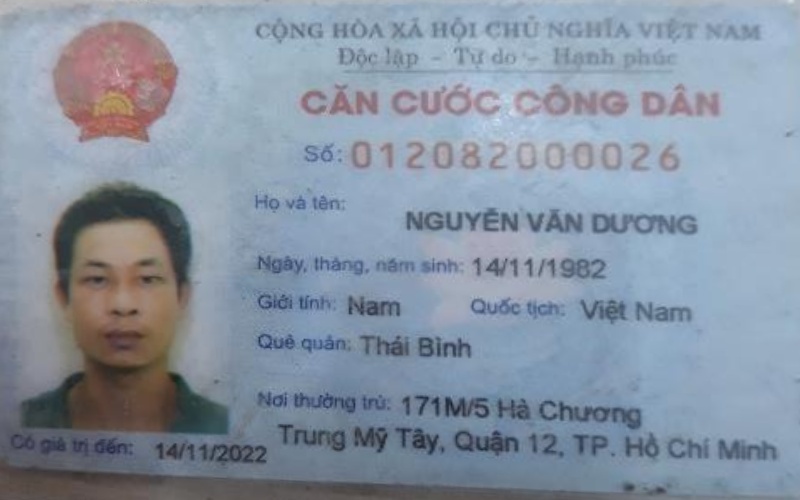 CỘNG HÒA XÃ HỘI CHỦ NGHĨA VIỆT NAM
Độc lập - Tự do - Hạnh phúc
CĂN CƯỚC CÔNG DÂN
Số: 012082000026
Họ và tên:
NGUYỄN VĂN DƯƠNG
Ngày, tháng, năm sinh: 14/11/1982
Giới tính: Nam Quốc tịch: Việt Nam
Quê quán: Thái Bình
Nơi thường trú: 171M/5 Hà Chương
Trung Mỹ Tây, Quận 12, TP. Hồ Chí Minh
Có giá trị đến: 14/11/2022